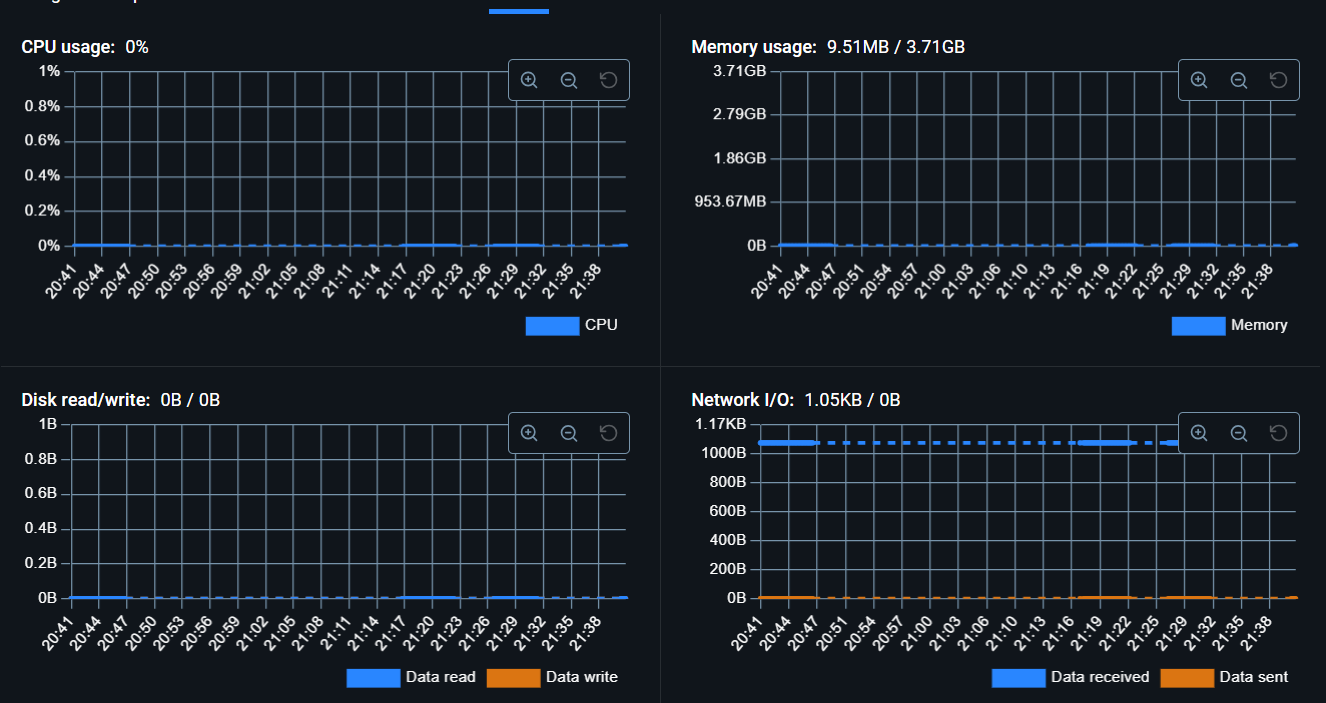 CPU usage: 0%
1%
0.8%
0.6%
0.4%
0.2%
0%
20:41 20:44 20:47 20:50 20:53 20:56 20:59 21:02 21:05 21:08 21:11 21:14 21:17 21:20 21:23 21:26 21:29 21:32 21:35 21:38
CPU
Memory usage: 9.51MB / 3.71GB
3.71GB
2.79GB
1.86GB
953.67MB
0B
20:41 20:44 20:47 20:51 20:54 20:57 21:00 21:03 21:06 21:10 21:13 21:16 21:19 21:22 21:25 21:29 21:32 21:35 21:38
Memory
Disk read/write: 0B / 0B
1B
0.8B
0.6B
0.4B
0.2B
0B
20:41 20:44 20:47 20:50 20:53 20:56 20:59 21:02 21:05 21:08 21:11 21:14 21:17 21:20 21:23 21:26 21:29 21:32 21:35 21:38
Data read Data write
Network I/O: 1.05KB / 0B
1.17KB
1000B
800B
600B
400B
200B
0B
20:41 20:44 20:47 20:51 20:54 20:57 21:00 21:03 21:06 21:10 21:13 21:16 21:19 21:22 21:25 21:29 21:32 21:35 21:38
Data received Data sent